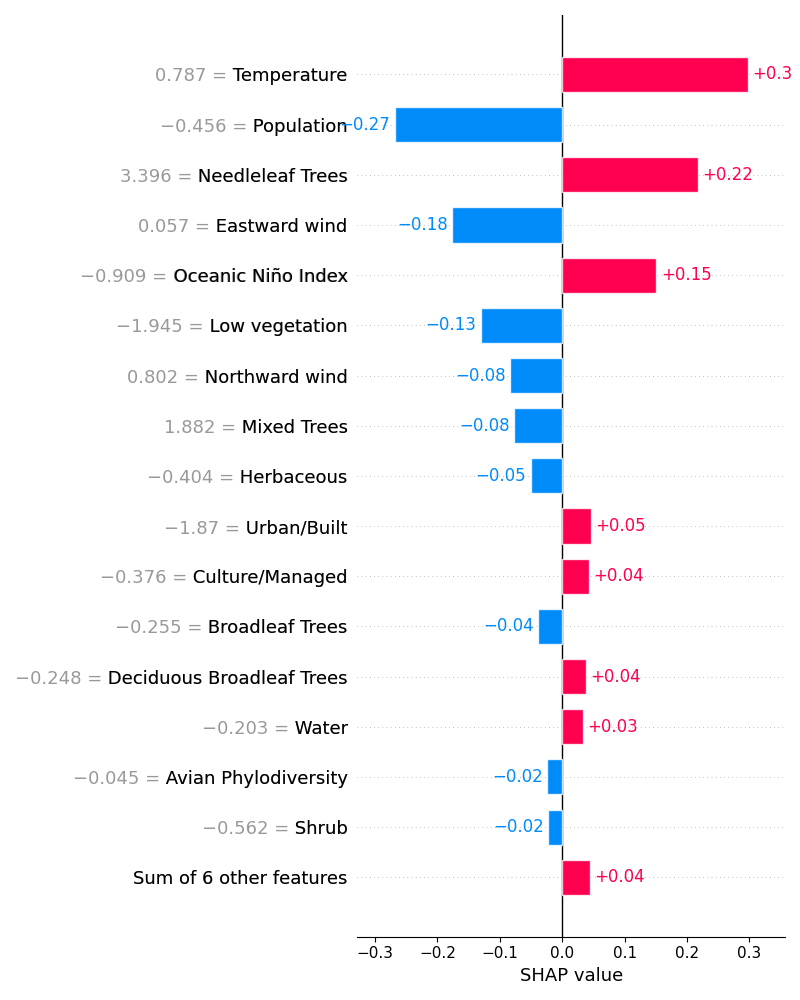 0.787 = Temperature +0.3
−0.456 = Population −0.27
3.396 = Needleleaf Trees +0.22
0.057 = Eastward wind −0.18
−0.909 = Oceanic Niño Index +0.15
−1.945 = Low vegetation −0.13
0.802 = Northward wind −0.08
1.882 = Mixed Trees −0.08
−0.404 = Herbaceous −0.05
−1.87 = Urban/Built +0.05
−0.376 = Culture/Managed +0.04
−0.255 = Broadleaf Trees −0.04
−0.248 = Deciduous Broadleaf Trees +0.04
−0.203 = Water +0.03
−0.045 = Avian Phylodiversity −0.02
−0.562 = Shrub −0.02
Sum of 6 other features +0.04
−0.3 −0.2 −0.1 0.0 0.1 0.2 0.3
SHAP value